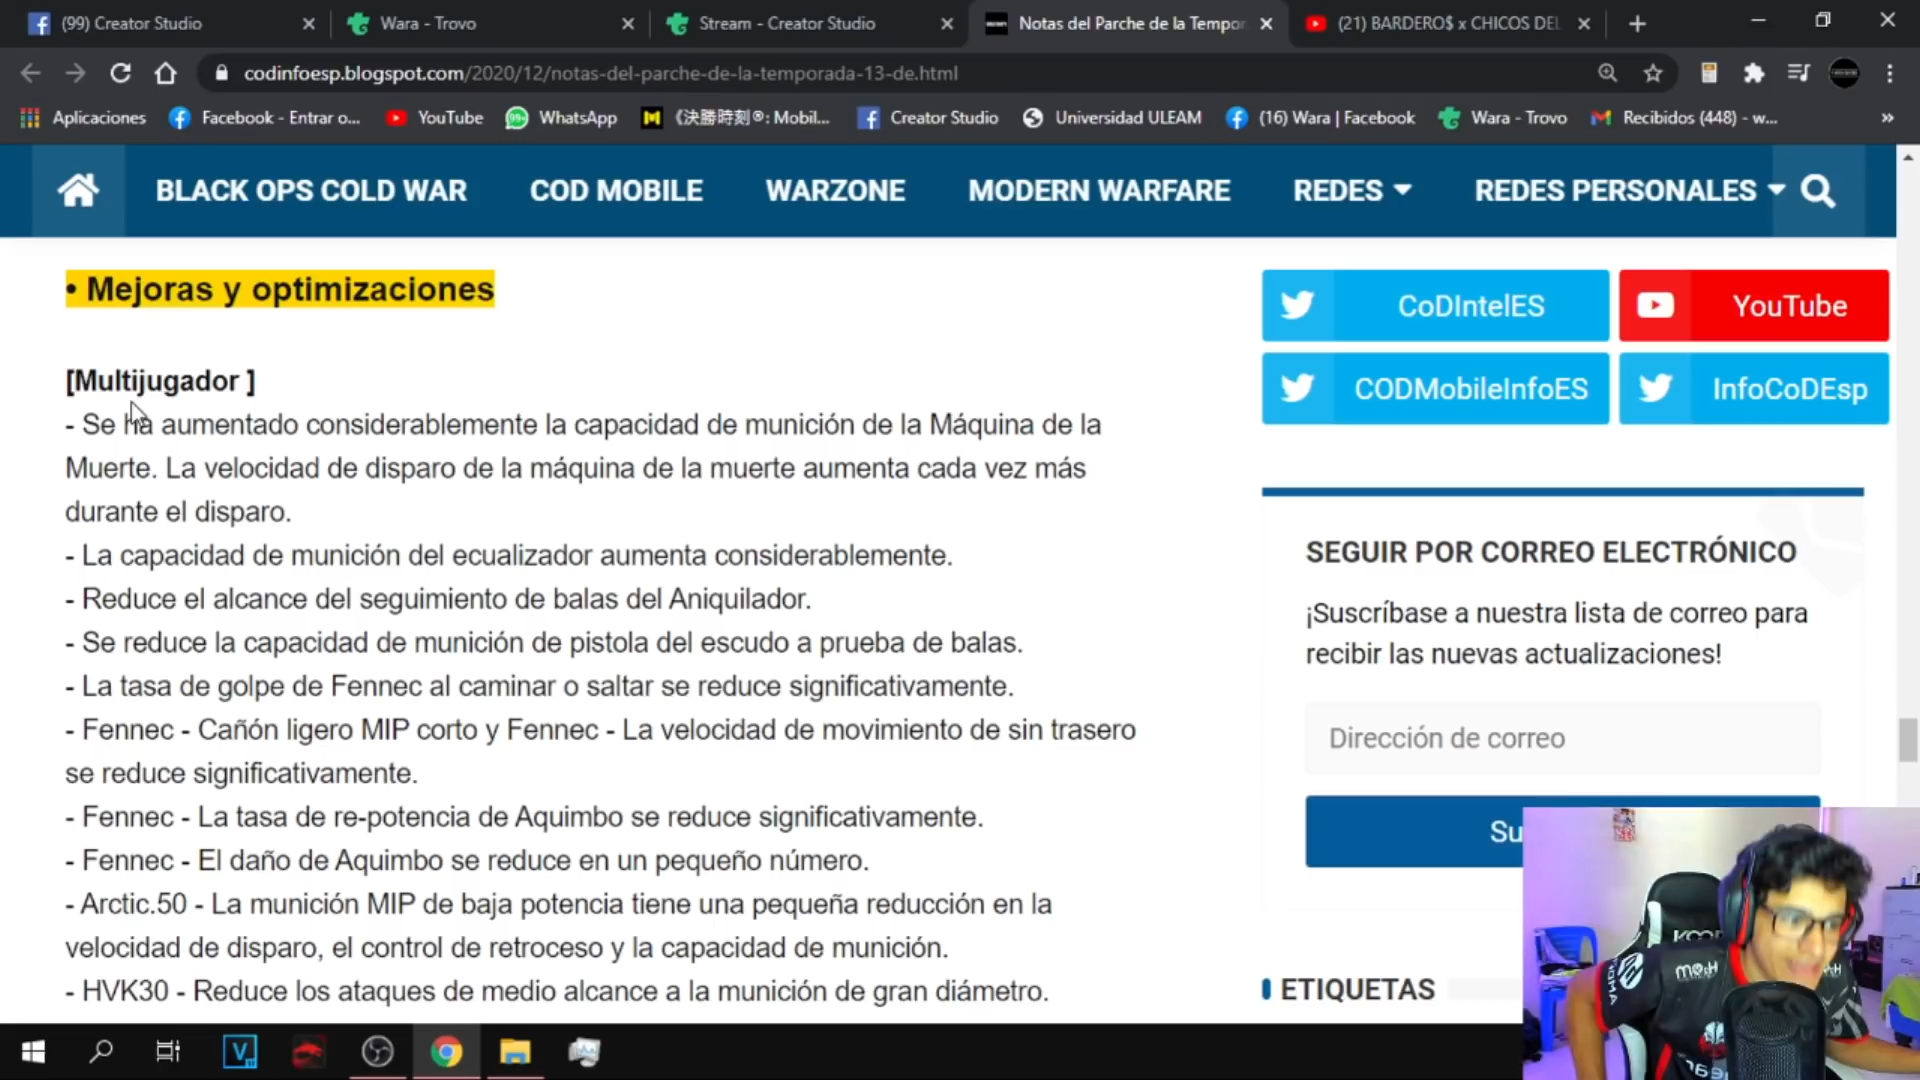 (99) Creator Studio
Wara - Trovo
Stream - Creator Studio
Notas del Parche de la Tempor
(21) BARDERO$ x CHICOS DEL
codinfoesp.blogspot.com/2020/12/notas-del-parche-de-la-temporada-13-de.html
Aplicaciones
Facebook - Entrar o...
YouTube
99+
WhatsApp
《決勝時刻®: Mobil...
Creator Studio
Universidad ULEAM
(16) Wara | Facebook
Wara - Trovo
Recibidos (448) - w...
»
BLACK OPS COLD WAR
COD MOBILE
WARZONE
MODERN WARFARE
REDES
REDES PERSONALES
• Mejoras y optimizaciones
[Multijugador ]
- Se ha aumentado considerablemente la capacidad de munición de la Máquina de la
Muerte. La velocidad de disparo de la máquina de la muerte aumenta cada vez más
durante el disparo.
- La capacidad de munición del ecualizador aumenta considerablemente.
- Reduce el alcance del seguimiento de balas del Aniquilador.
- Se reduce la capacidad de munición de pistola del escudo a prueba de balas.
- La tasa de golpe de Fennec al caminar o saltar se reduce significativamente.
- Fennec - Cañón ligero MIP corto y Fennec - La velocidad de movimiento de sin trasero
se reduce significativamente.
- Fennec - La tasa de re-potencia de Aquimbo se reduce significativamente.
- Fennec - El daño de Aquimbo se reduce en un pequeño número.
- Arctic.50 - La munición MIP de baja potencia tiene una pequeña reducción en la
velocidad de disparo, el control de retroceso y la capacidad de munición.
- HVK30 - Reduce los ataques de medio alcance a la munición de gran diámetro.
CoDIntelES
YouTube
CODMobileInfoES
InfoCoDEsp
SEGUIR POR CORREO ELECTRÓNICO
¡Suscríbase a nuestra lista de correo para
recibir las nuevas actualizaciones!
Dirección de correo
Su
ETIQUETAS